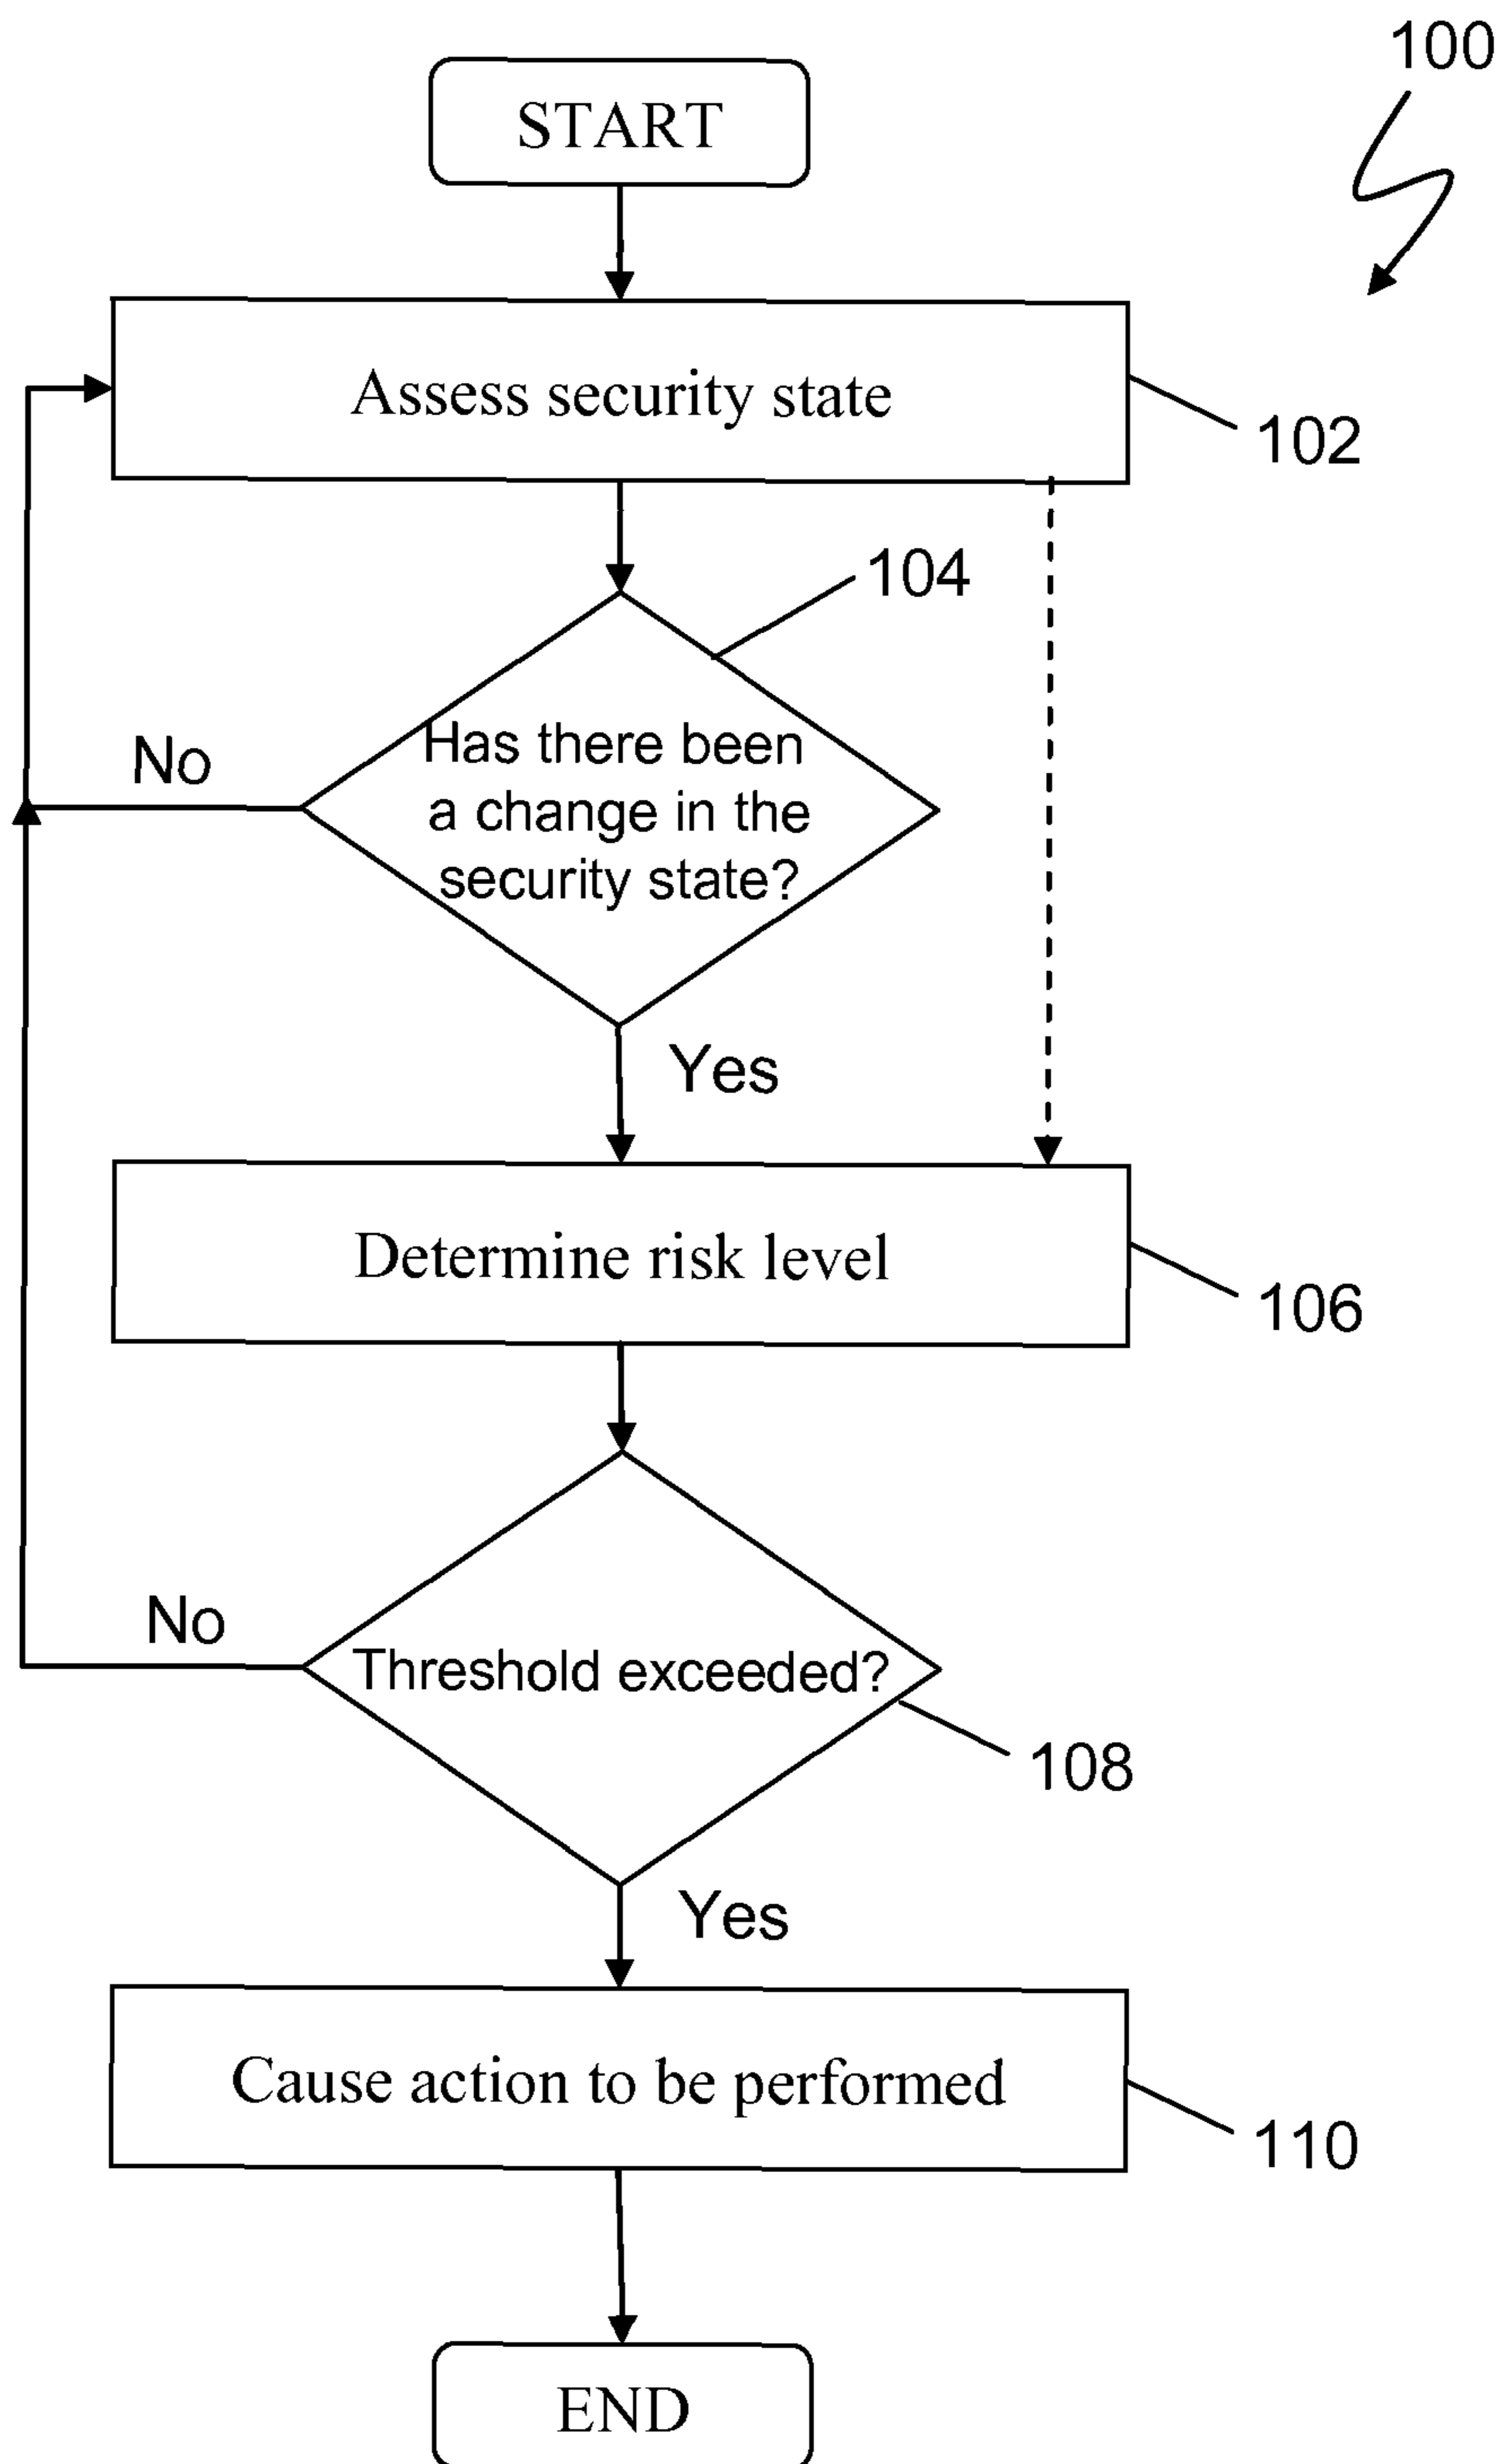 100
START
Assess security state
102
104
Has there been
a change in the
security state?
No
Yes
Determine risk level
106
Threshold exceeded?
No
108
Yes
Cause action to be performed
110
END